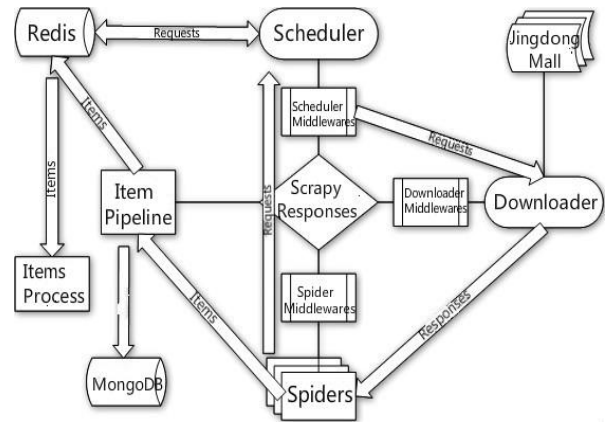 Redis
Requests
Scheduler
Jingdong
Mall
Scheduler
Middlewares
Requests
Items
Items
Item
Pipeline
Requests
Scrapy
Responses
Downloader
Middlewares
Downloader
Items
Process
Items
Spider
Middlewares
Responses
MongoDB
Spiders